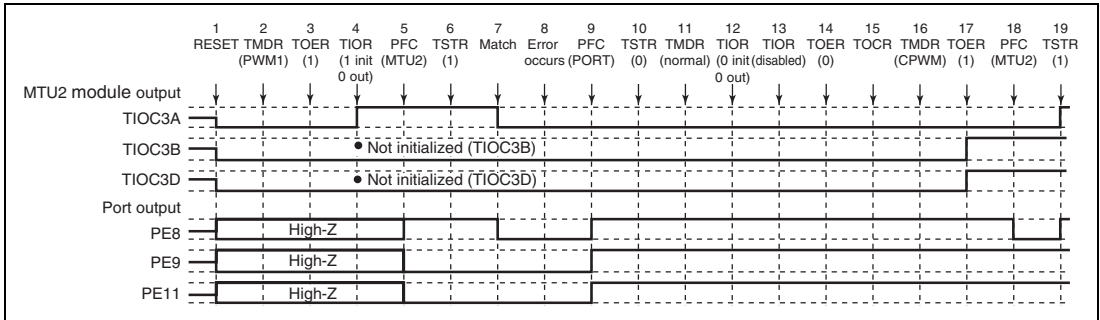 1 2 3 4 5 6 7 8 9 10 11 12 13 14 15 16 17 18 19
RESET TMDR TOER TIOR PFC TSTR Match Error PFC TSTR TMDR TIOR TIOR TOER TOCR TMDR TOER PFC TSTR
(PWM1) (1) (1 init (MTU2) (1) occurs (PORT) (0) (normal) (0 init (disabled) (0) (CPWM) (1) (MTU2) (1)
0 out) 0 out)
MTU2 module output
TIOC3A
TIOC3B • Not initialized (TIOC3B)
TIOC3D • Not initialized (TIOC3D)
Port output
PE8 High-Z
PE9 High-Z
PE11 High-Z